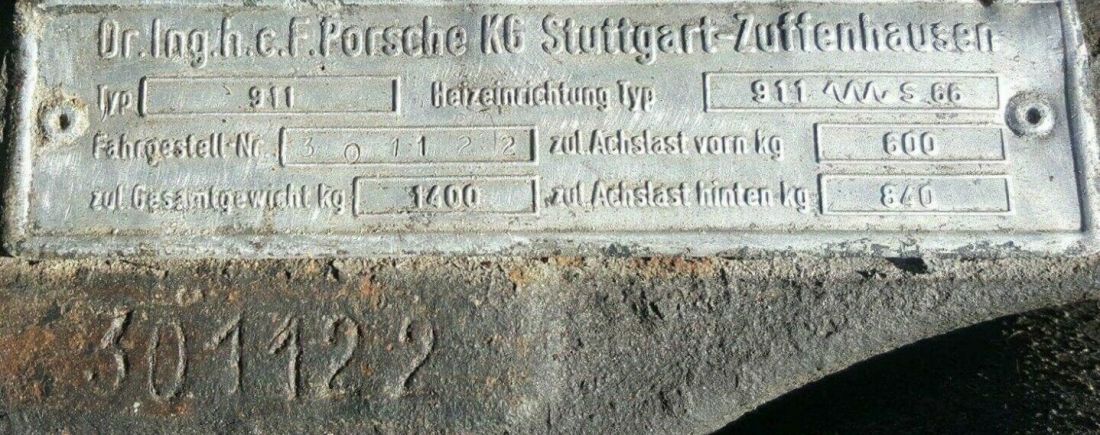 Dr.Ing.h.c.F.Porsche KG Stuttgart-Zuffenhausen
Typ 911 Heizeinrichtung Typ 911 S 66
Fahrgestell-Nr. 301122 zul Achslast vorn kg 600
zul Gesamtgewicht kg 1400 zul Achslast hinten kg 840
301122